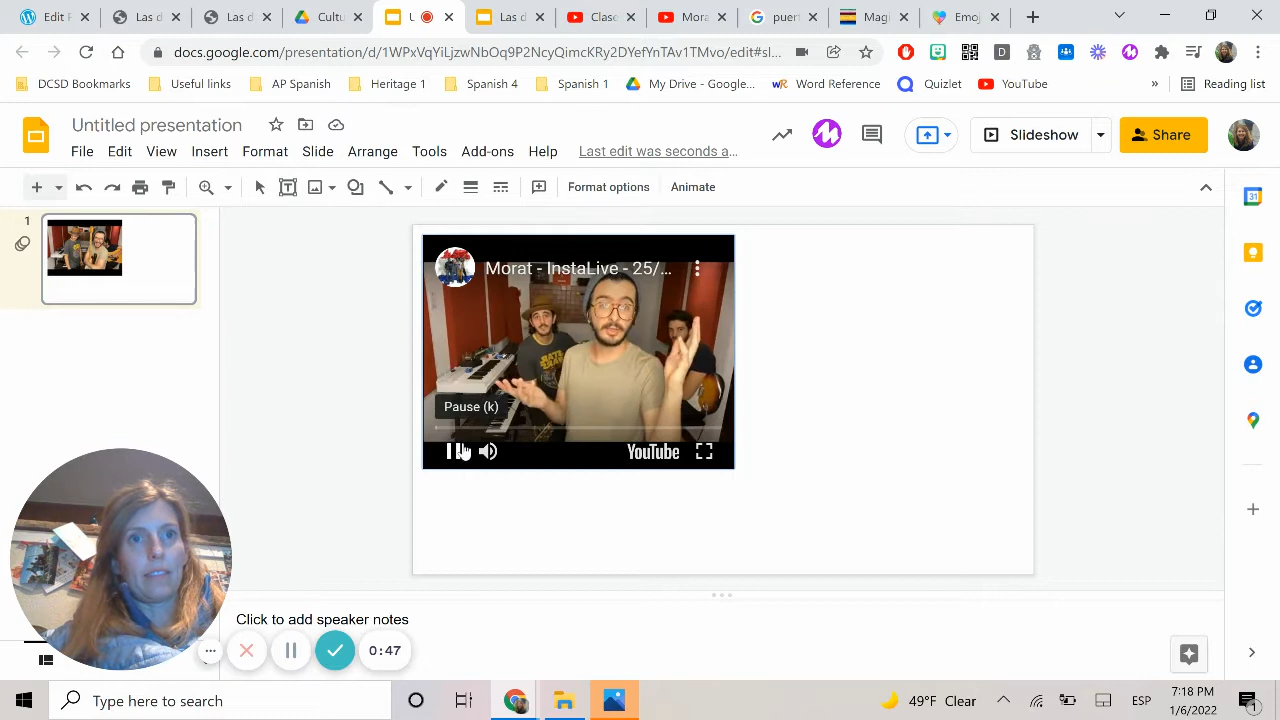 Edit P
Las d
Las d
Cultu
U
Las d
Clase
Mora
puert
Magi
Emoj
docs.google.com/presentation/d/1WPxVqYiLjzwNbOq9P2NcyQimcKRy2DYefYnTAv1TMvo/edit#sl...
DCSD Bookmarks
Useful links
AP Spanish
Heritage 1
Spanish 4
Spanish 1
My Drive - Google...
Word Reference
Quizlet
YouTube
»
Reading list
Untitled presentation
Slideshow
Share
File Edit View Insert Format Slide Arrange Tools Add-ons Help Last edit was seconds a...
Format options
Animate
31
1
Morat - InstaLive - 25/...
Pause (k)
YouTube
Click to add speaker notes
0:47
Type here to search
49°F Clear
ESP
7:18 PM
1/6/2022
1